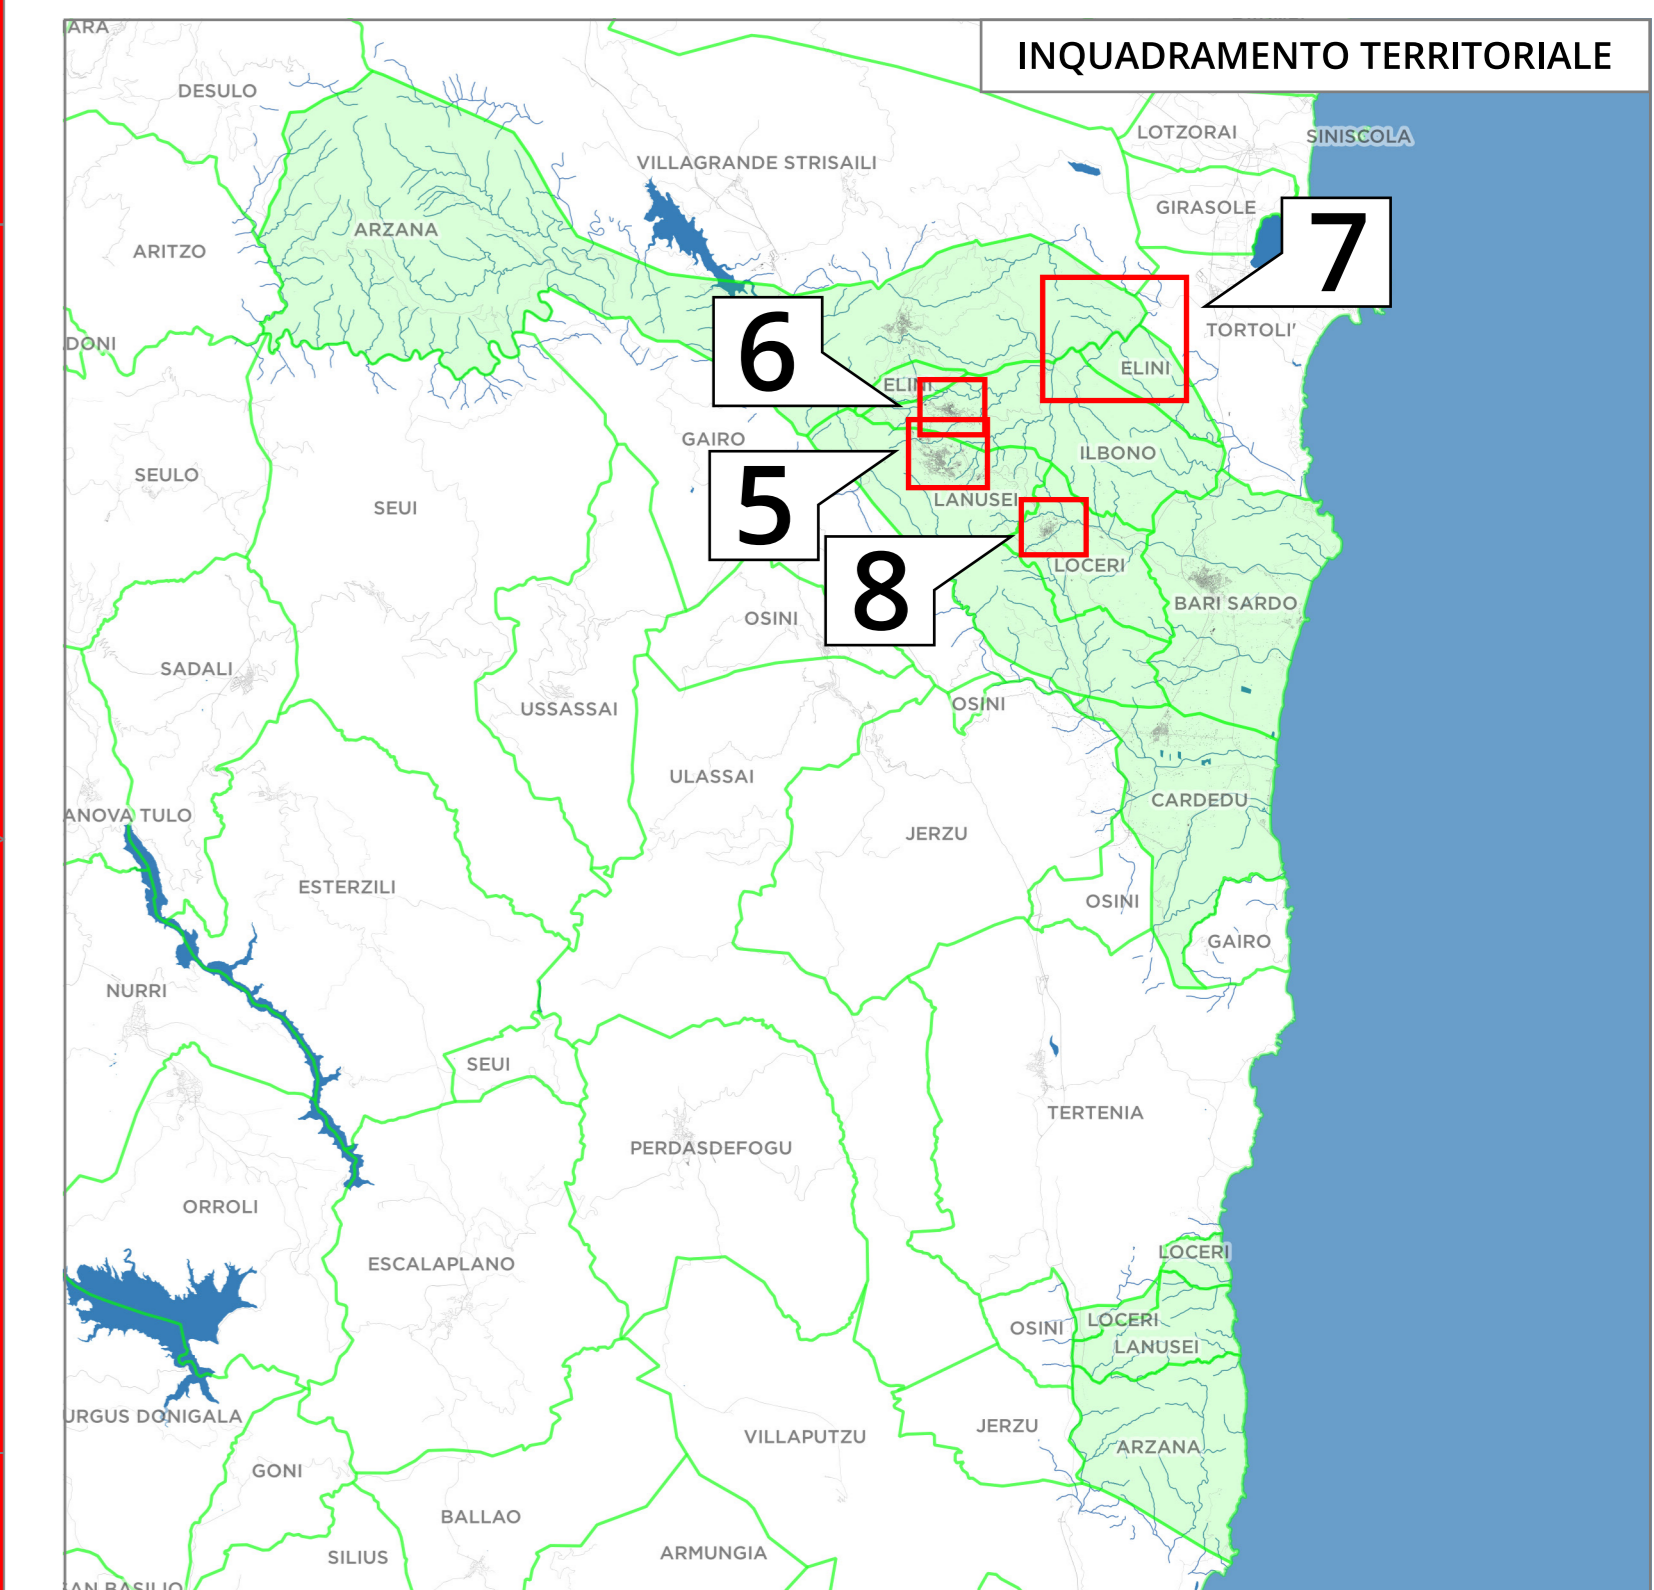 IARA
INQUADRAMENTO TERRITORIALE
DESULO
LOTZORAI
SINISCOLA
VILLAGRANDE STRISAILI
GIRASOLE
7
ARZANA
ARITZO
TORTOLI'
6
DONI
ELINI
ELINI
GAIRO
ILBONO
SEULO
5
LANUSEI
SEUI
8
LOCERI
BARI SARDO
OSINI
SADALI
OSINI
USSASSAI
ULASSAI
CARDEDU
ANOVA TULO
JERZU
ESTERZILI
OSINI
GAIRO
NURRI
SEUI
TERTENIA
PERDASDEFOGU
ORROLI
LOCERI
ESCALAPLANO
LOCERI
OSINI
LANUSEI
URGUS DONIGALA
JERZU
VILLAPUTZU
ARZANA
GONI
BALLAO
ARMUNGIA
SILIUS
SAN BASILIO